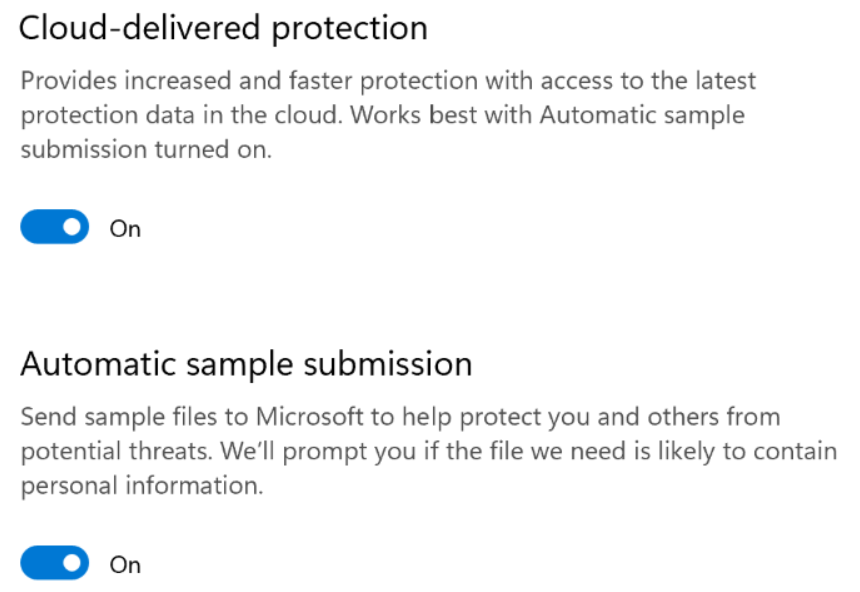 Cloud-delivered protection
Provides increased and faster protection with access to the latest
protection data in the cloud. Works best with Automatic sample
submission turned on.
On
Automatic sample submission
Send sample files to Microsoft to help protect you and others from
potential threats. We’ll prompt you if the file we need is likely to contain
personal information.
On